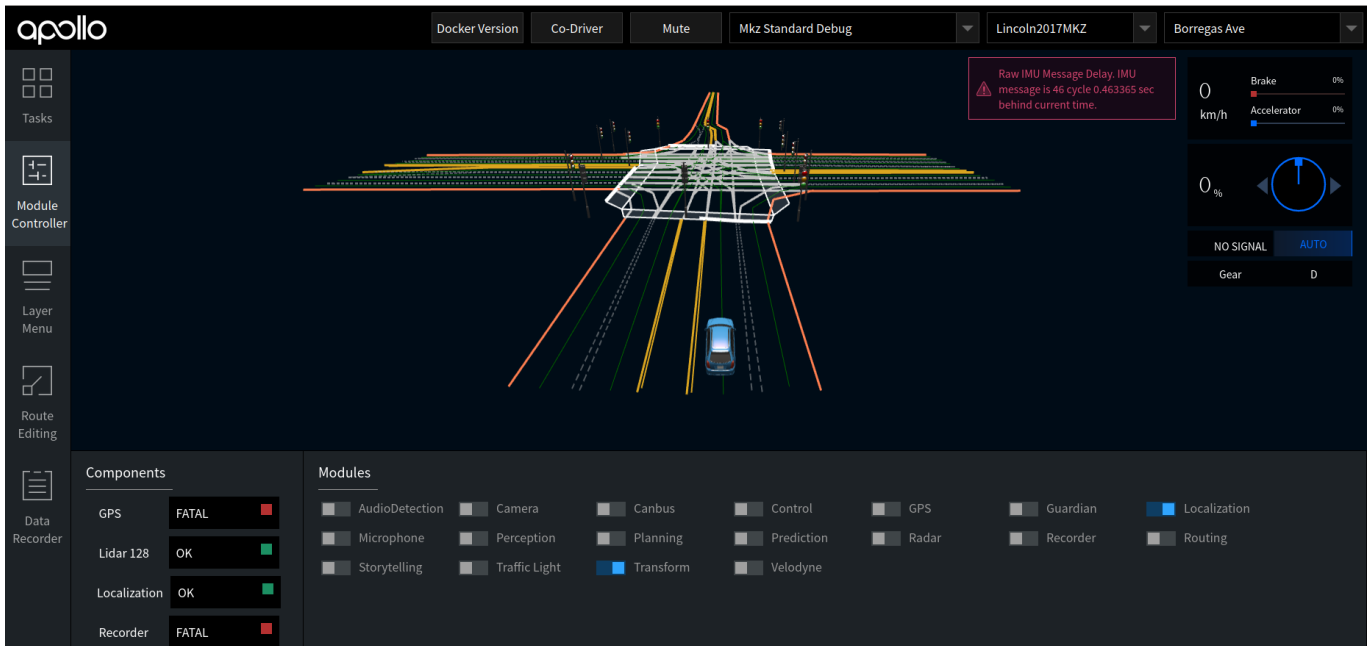 apollo
Docker Version
Co-Driver
Mute
Mkz Standard Debug
Lincoln2017MKZ
Borregas Ave
Tasks
Module
Controller
Layer
Menu
Route
Editing
Data
Recorder
Raw IMU Message Delay. IMU
message is 46 cycle 0.463365 sec
behind current time.
0
km/h
Brake 0%
Accelerator 0%
0 %
NO SIGNAL AUTO
Gear D
Components
GPS FATAL
Lidar 128 OK
Localization OK
Recorder FATAL
Modules
AudioDetection Camera Canbus Control GPS Guardian Localization
Microphone Perception Planning Prediction Radar Recorder Routing
Storytelling Traffic Light Transform Velodyne